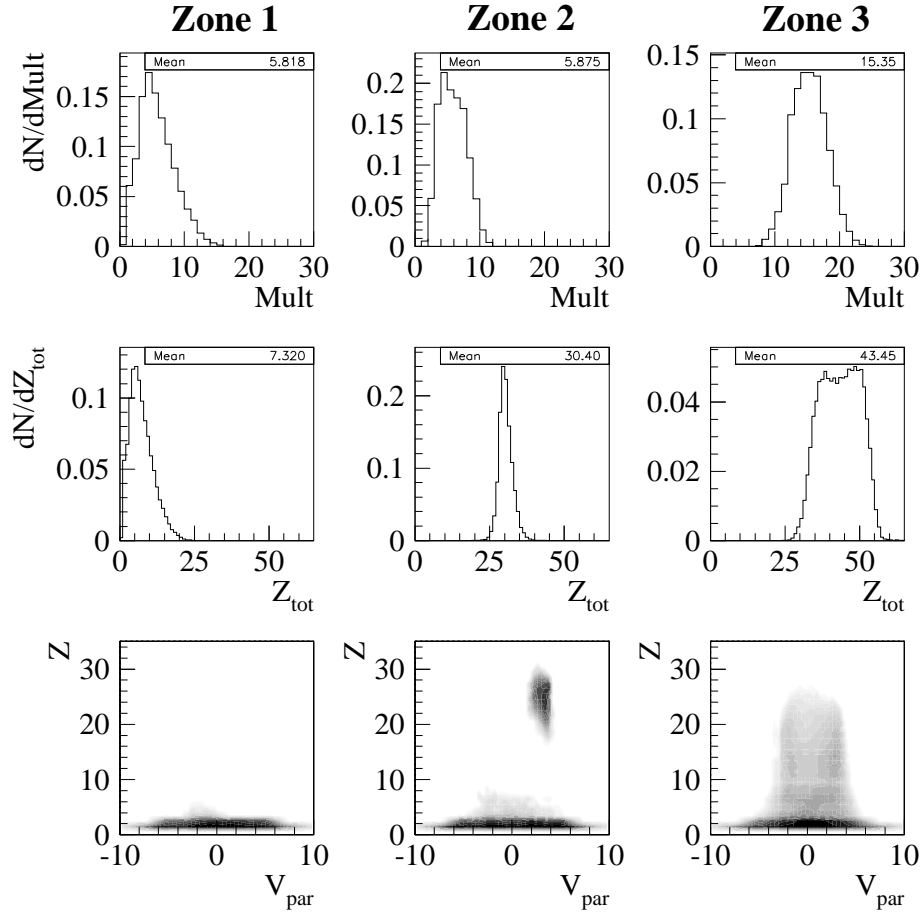 Zone 1 Zone 2 Zone 3
dN/dMult
Mean 5.818
0.15
0.1
0.05
0
0 10 20 30
Mult
Mean 5.875
0.2
0.15
0.1
0.05
0
0 10 20 30
Mult
Mean 15.35
0.15
0.1
0.05
0
0 10 20 30
Mult
dN/dZtot
Mean 7.320
0.1
0.05
0
0 25 50
Ztot
Mean 30.40
0.2
0.1
0
0 25 50
Ztot
Mean 43.45
0.04
0.02
0
0 25 50
Ztot
Z
30
20
10
0
-10 0 10
Vpar
Z
30
20
10
0
-10 0 10
Vpar
Z
30
20
10
0
-10 0 10
Vpar